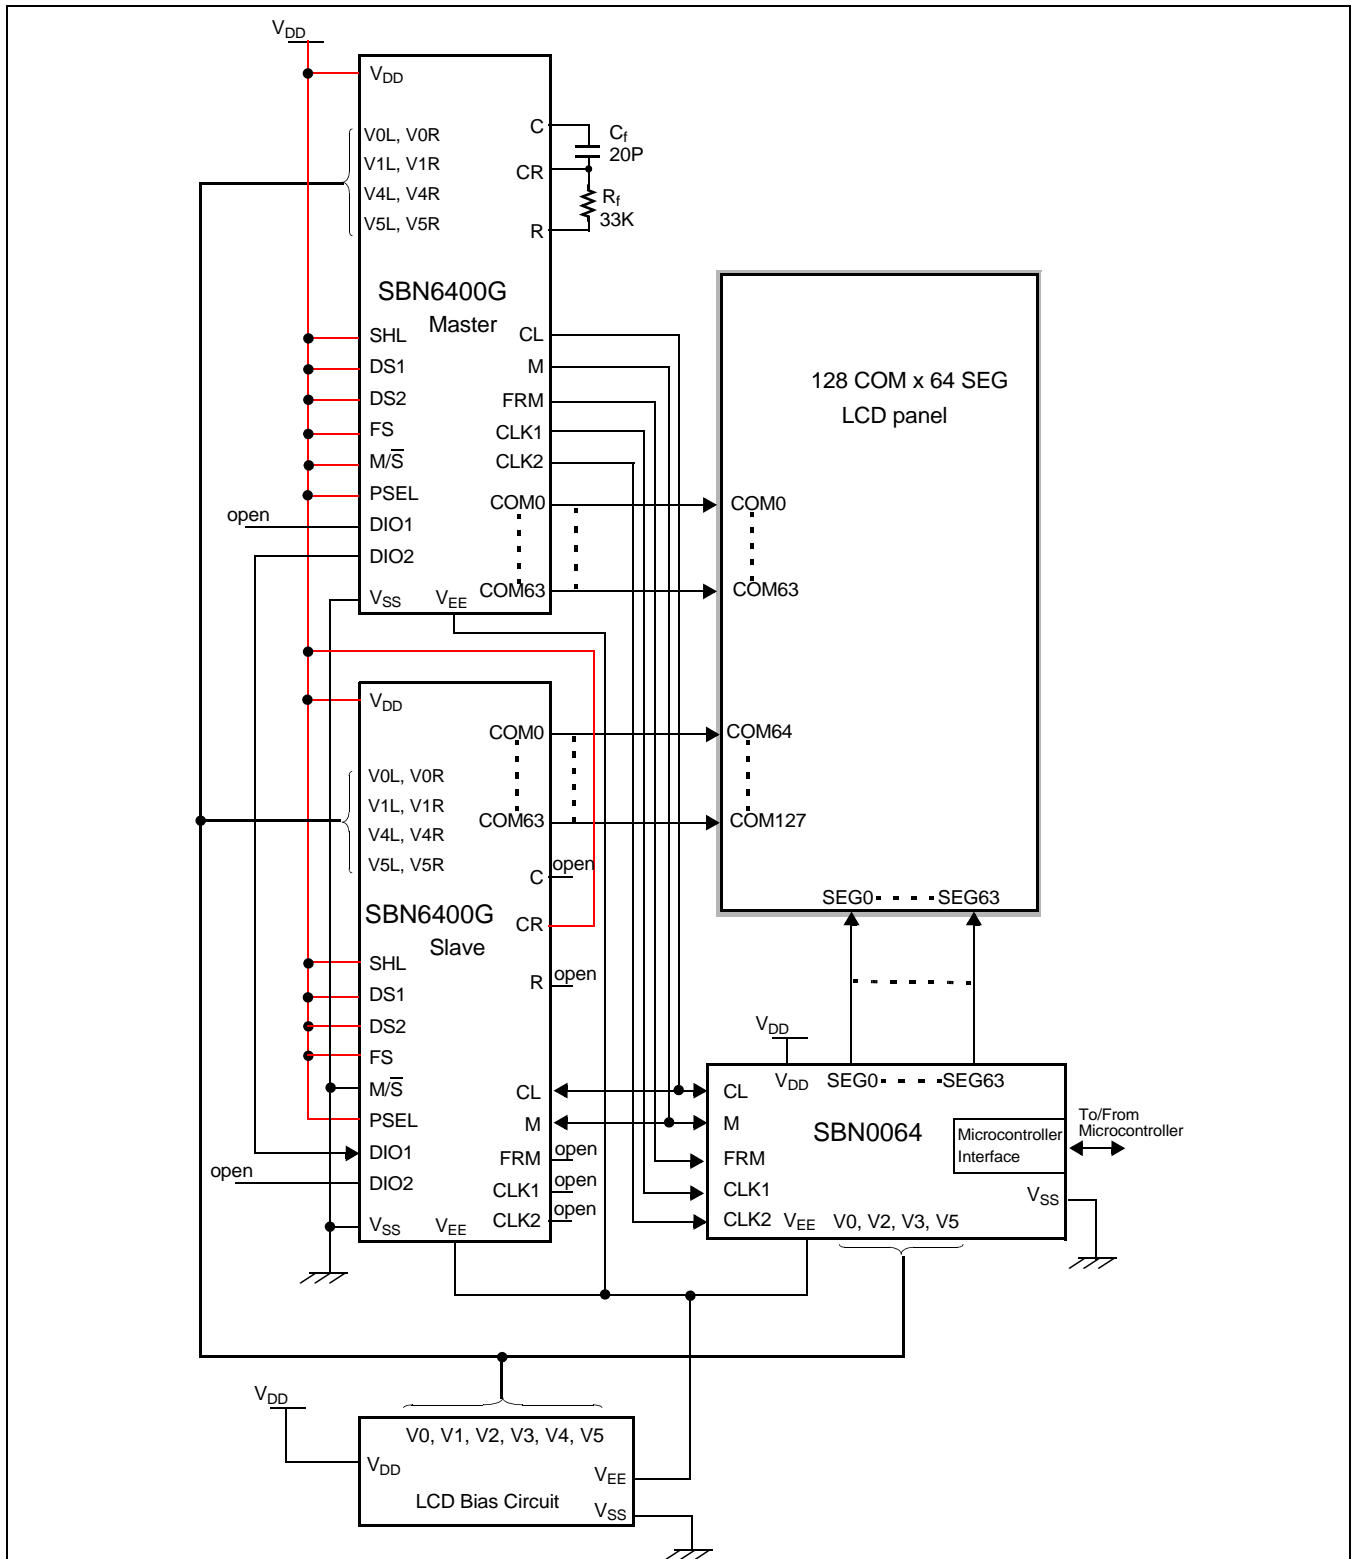 VDD
VDD
V0L, V0R
V1L, V1R
V4L, V4R
V5L, V5R
C
CR
R
Cf
20P
Rf
33K
SBN6400G
Master
SHL
DS1
DS2
FS
M/S̅
PSEL
open
DIO1
DIO2
VSS
VEE
CL
M
FRM
CLK1
CLK2
COM0
COM63
128 COM x 64 SEG
LCD panel
COM0
COM63
COM64
COM127
SEG0
SEG63
VDD
COM0
V0L, V0R
V1L, V1R
V4L, V4R
V5L, V5R
COM63
C
open
SBN6400G
Slave
CR
R
open
SHL
DS1
DS2
FS
M/S̅
PSEL
DIO1
open
DIO2
VSS
VEE
CL
M
FRM
open
CLK1
open
CLK2
open
VDD
VDD
SEG0
SEG63
CL
M
SBN0064
FRM
CLK1
CLK2
VEE
V0, V2, V3, V5
Microcontroller
Interface
To/From
Microcontroller
VSS
VDD
V0, V1, V2, V3, V4, V5
VDD
VEE
LCD Bias Circuit
VSS